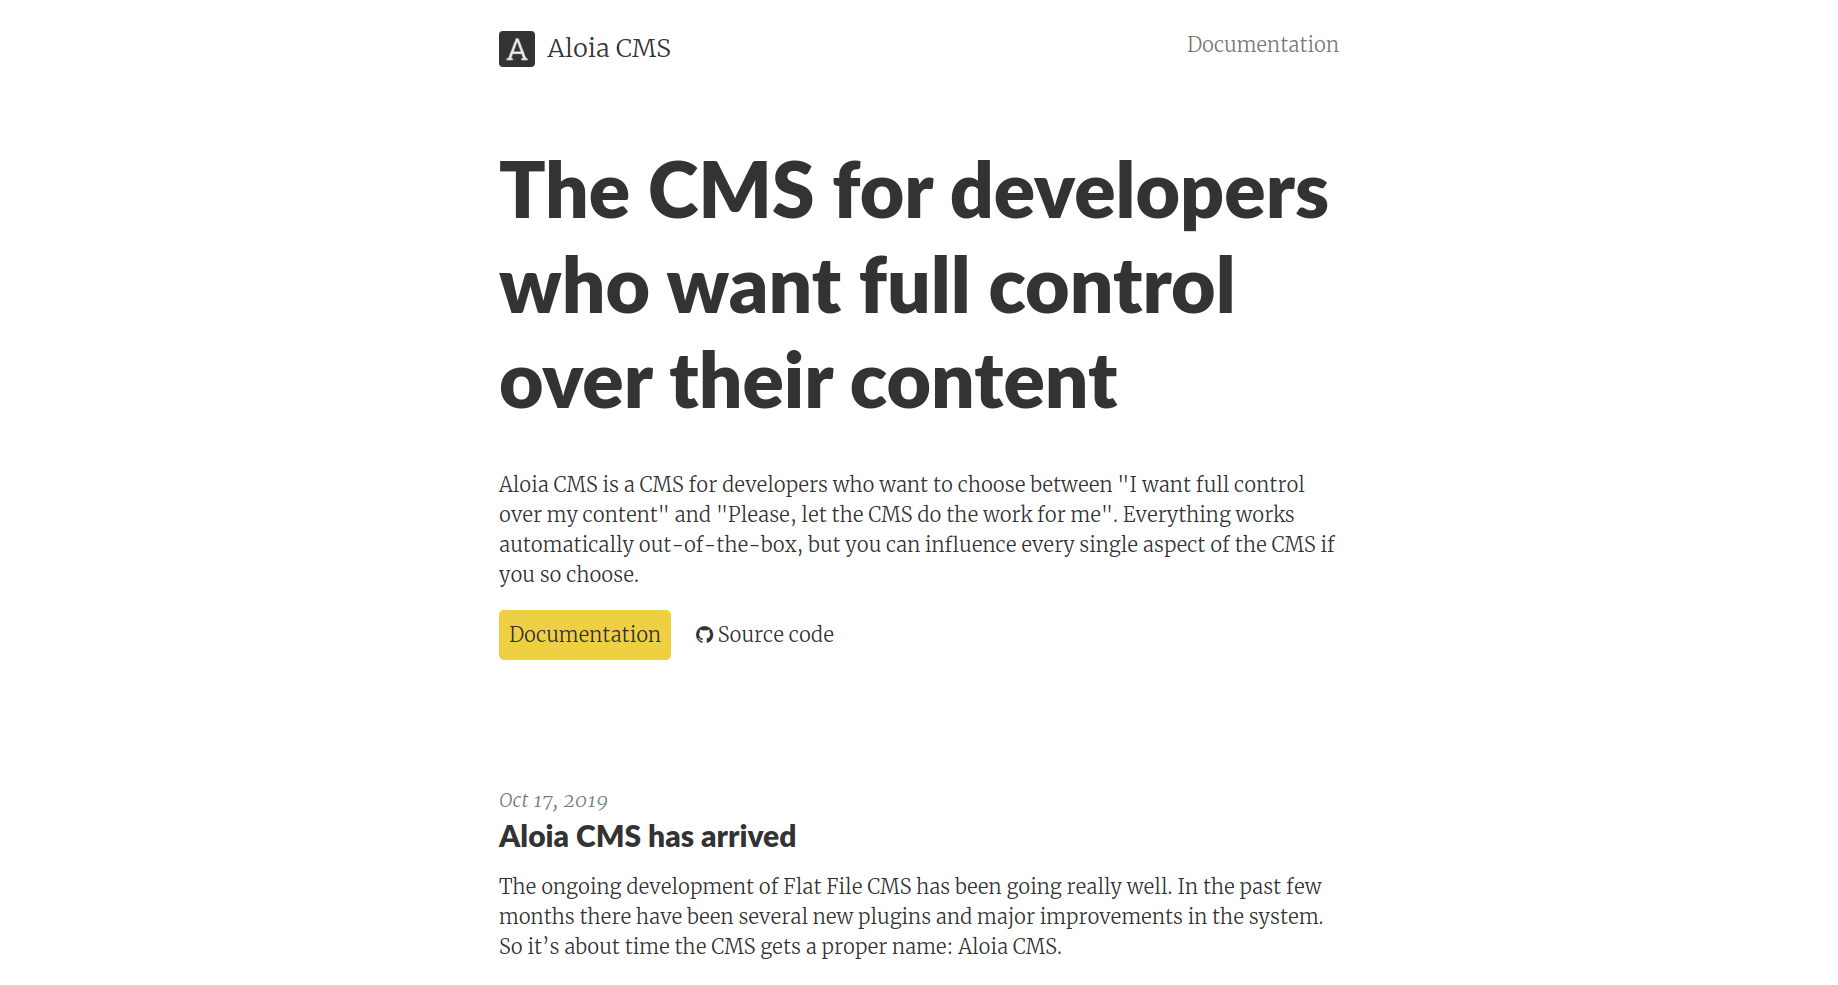 A Aloia CMS
Documentation
The CMS for developers
who want full control
over their content
Aloia CMS is a CMS for developers who want to choose between "I want full control
over my content" and "Please, let the CMS do the work for me". Everything works
automatically out-of-the-box, but you can influence every single aspect of the CMS if
you so choose.
Documentation
Source code
Oct 17, 2019
Aloia CMS has arrived
The ongoing development of Flat File CMS has been going really well. In the past few
months there have been several new plugins and major improvements in the system.
So it’s about time the CMS gets a proper name: Aloia CMS.